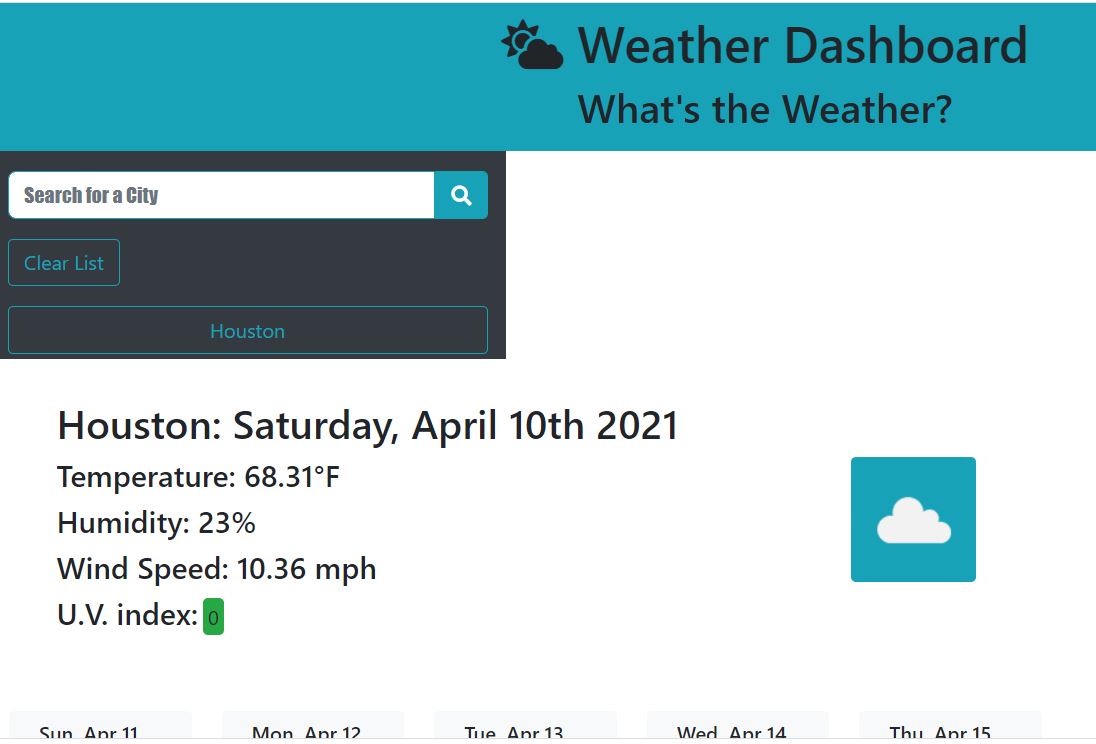 Weather Dashboard
What's the Weather?
Search for a City
Clear List
Houston
Houston: Saturday, April 10th 2021
Temperature: 68.31°F
Humidity: 23%
Wind Speed: 10.36 mph
U.V. index: 0
Sun, Apr 11 Mon, Apr 12 Tue, Apr 13 Wed, Apr 14 Thu, Apr 15